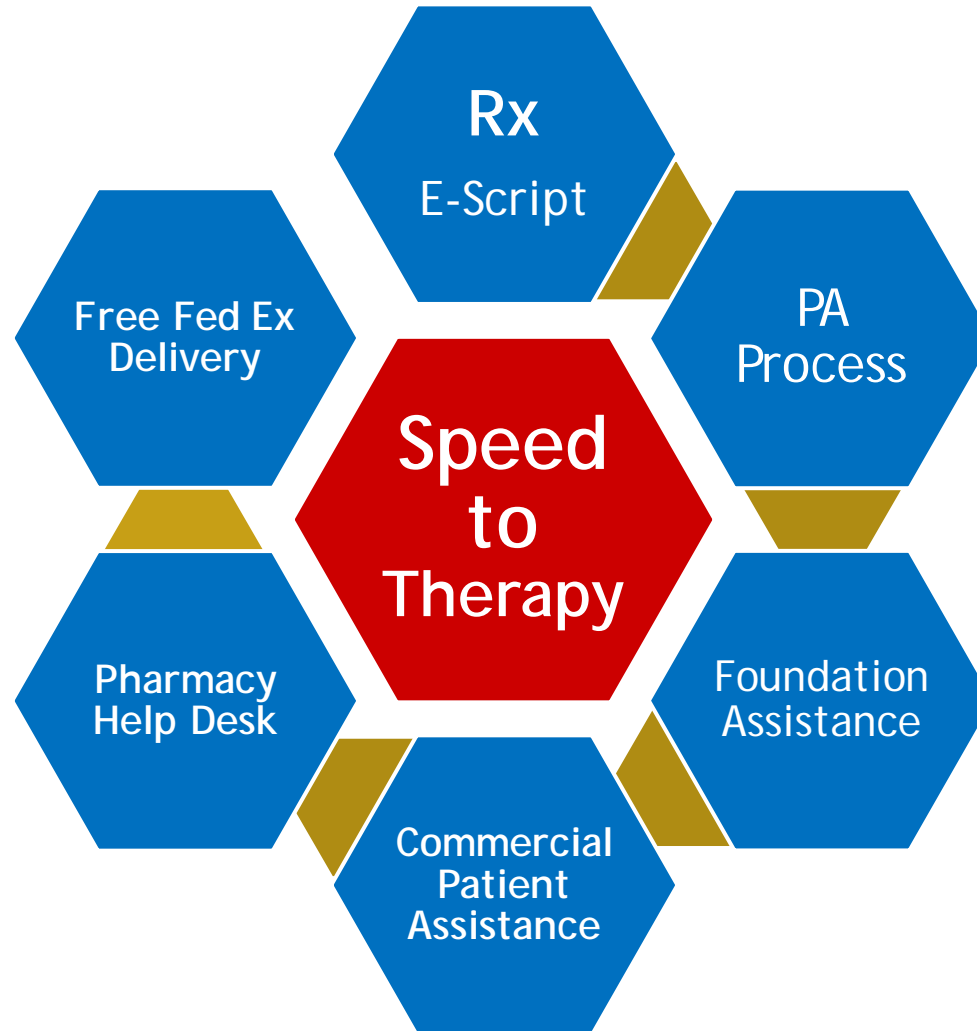 Rx
E-Script
PA
Process
Foundation
Assistance
Commercial
Patient
Assistance
Pharmacy
Help Desk
Free Fed Ex
Delivery
Speed
to
Therapy